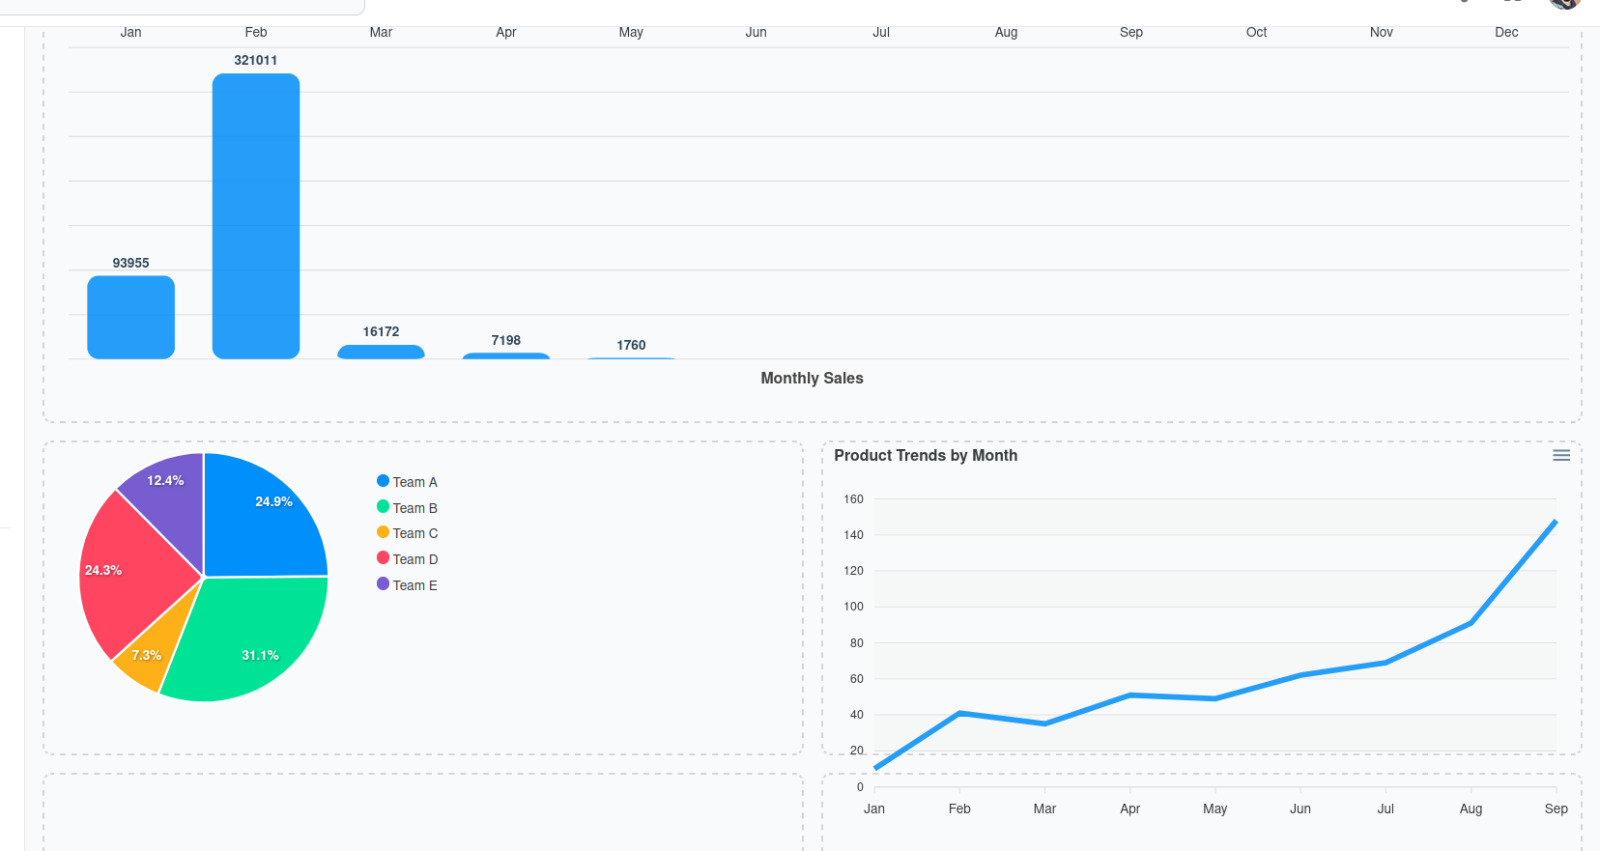 Jan Feb Mar Apr May Jun Jul Aug Sep Oct Nov Dec
321011
93955
16172
7198
1760
Monthly Sales
12.4%
24.9%
24.3%
7.3%
31.1%
Team A
Team B
Team C
Team D
Team E
Product Trends by Month
160
140
120
100
80
60
40
20
0
Jan Feb Mar Apr May Jun Jul Aug Sep